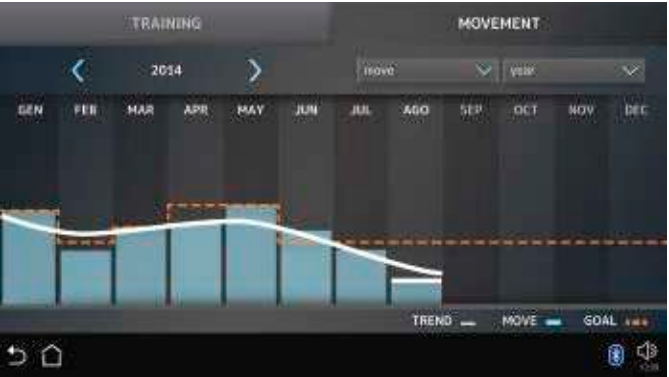 TRAINING MOVEMENT
2014 move year
GEN FEB MAR APR MAY JUN JUL AGO SEP OCT NOV DEC
TREND MOVE GOAL